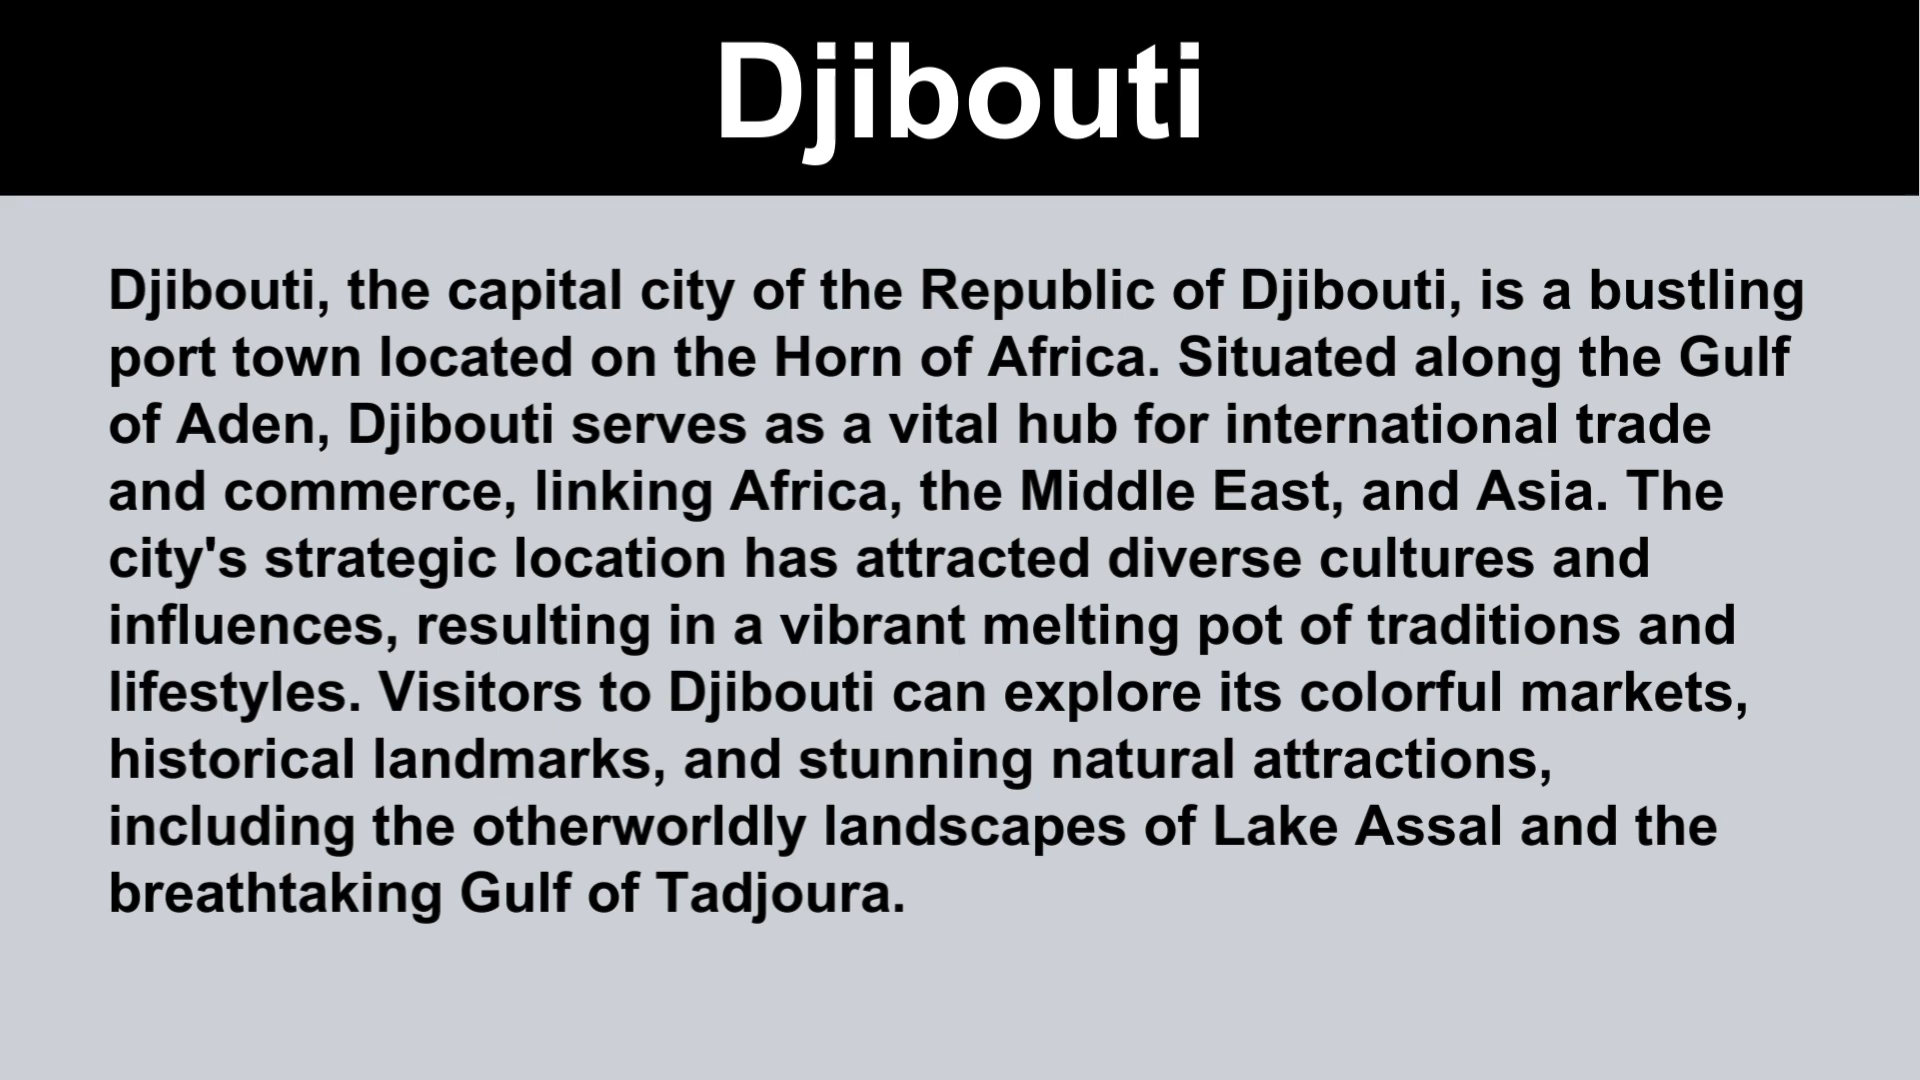 Djibouti
Djibouti, the capital city of the Republic of Djibouti, is a bustling
port town located on the Horn of Africa. Situated along the Gulf
of Aden, Djibouti serves as a vital hub for international trade
and commerce, linking Africa, the Middle East, and Asia. The
city's strategic location has attracted diverse cultures and
influences, resulting in a vibrant melting pot of traditions and
lifestyles. Visitors to Djibouti can explore its colorful markets,
historical landmarks, and stunning natural attractions,
including the otherworldly landscapes of Lake Assal and the
breathtaking Gulf of Tadjoura.